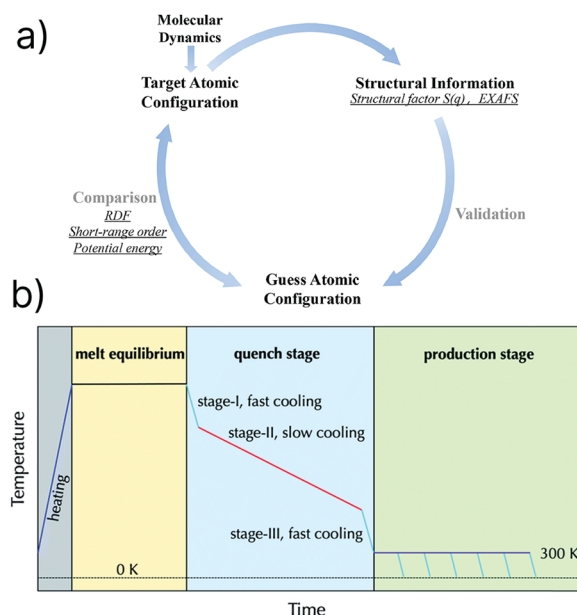 a)
Molecular
Dynamics
Target Atomic
Configuration
Structural Information
Structural factor S(q), EXAFS
Comparison
RDF
Short-range order
Potential energy
Validation
Guess Atomic
Configuration
b)
melt equilibrium
quench stage
production stage
stage-I, fast cooling
stage-II, slow cooling
heating
stage-III, fast cooling
300 K
0 K
Temperature
Time